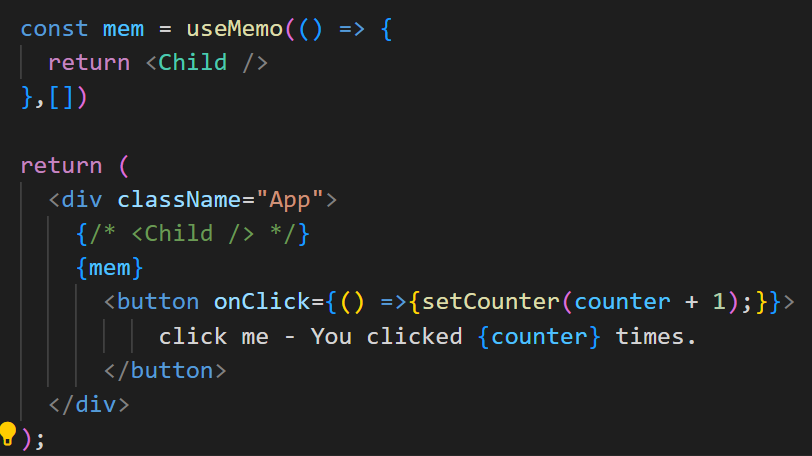 const mem = useMemo(() => {
return <Child />
},[])
return (
<div className="App">
{/* <Child /> */}
{mem}
<button onClick={() =>{setCounter(counter + 1);}}>
click me - You clicked {counter} times.
</button>
</div>
);